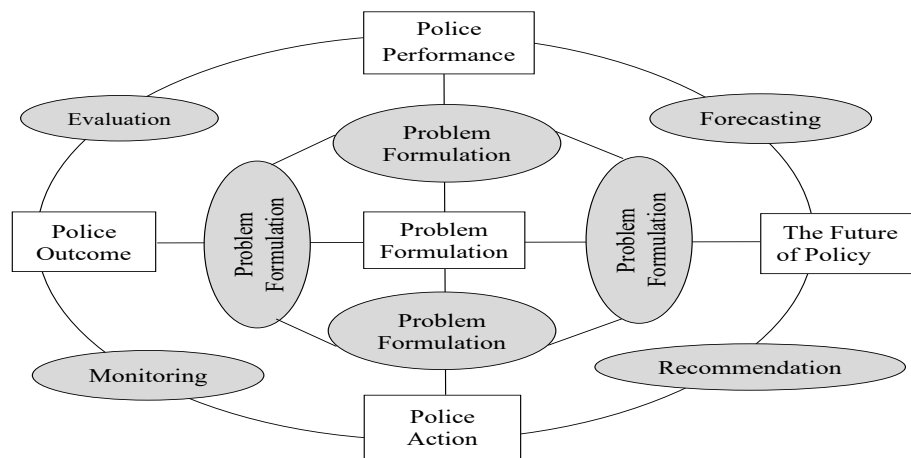 Police
Performance
Evaluation
Forecasting
Problem
Formulation
Problem
Formulation
Problem
Formulation
Police
Outcome
Problem
Formulation
The Future
of Policy
Problem
Formulation
Monitoring
Recommendation
Police
Action